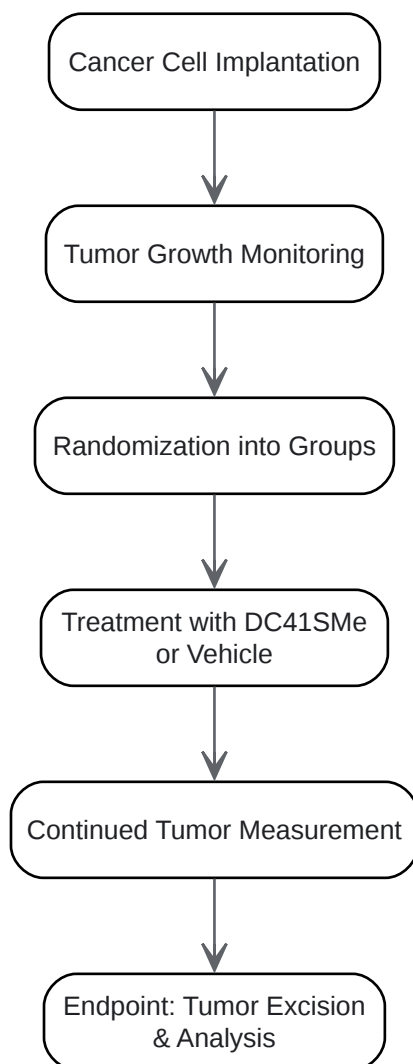 Cancer Cell Implantation
Tumor Growth Monitoring
Randomization into Groups
Treatment with DC41SMe
or Vehicle
Continued Tumor Measurement
Endpoint: Tumor Excision
& Analysis